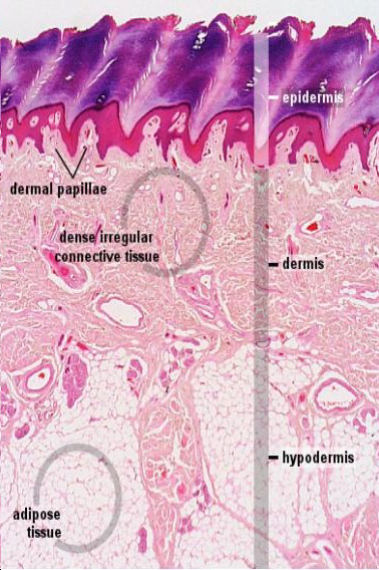 epidermis
dermal papillae
dense irregular
connective tissue
dermis
hypodermis
adipose
tissue